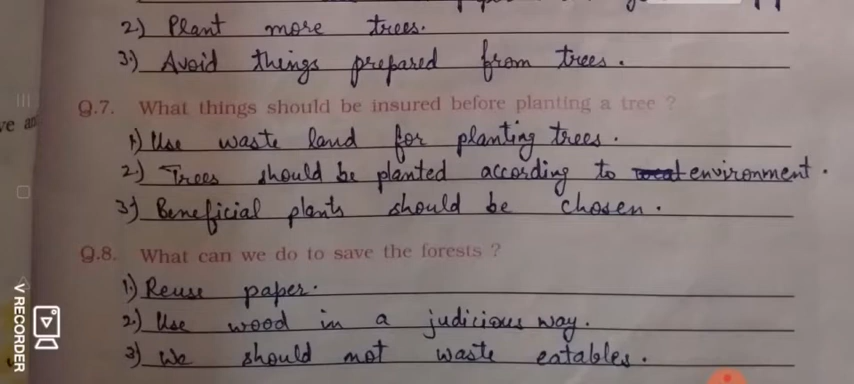 2.) Plant more trees.
3.) Avoid things prepared from trees.
Q.7. What things should be insured before planting a tree ?
1.) Use waste land for planting trees.
2.) Trees should be planted according to environment.
3.) Beneficial plants should be chosen.
Q.8. What can we do to save the forests ?
1.) Reuse paper.
2.) Use wood in a judicious way.
3.) We should not waste eatables.
V RECORDER